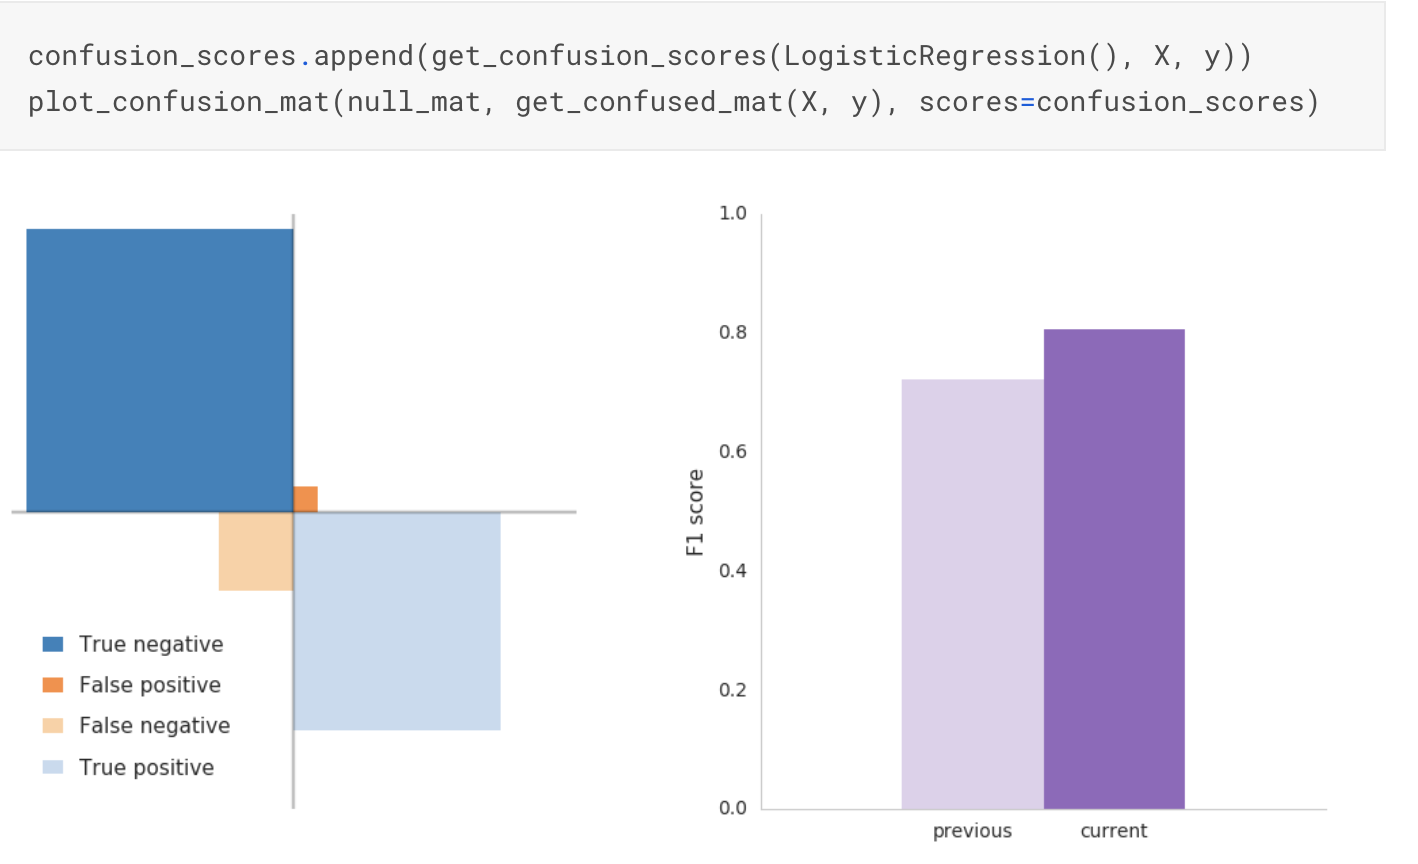 confusion_scores.append(get_confusion_scores(LogisticRegression(), X, y))
plot_confusion_mat(null_mat, get_confused_mat(X, y), scores=confusion_scores)
True negative
False positive
False negative
True positive
1.0
0.8
0.6
0.4
0.2
0.0
F1 score
previous
current